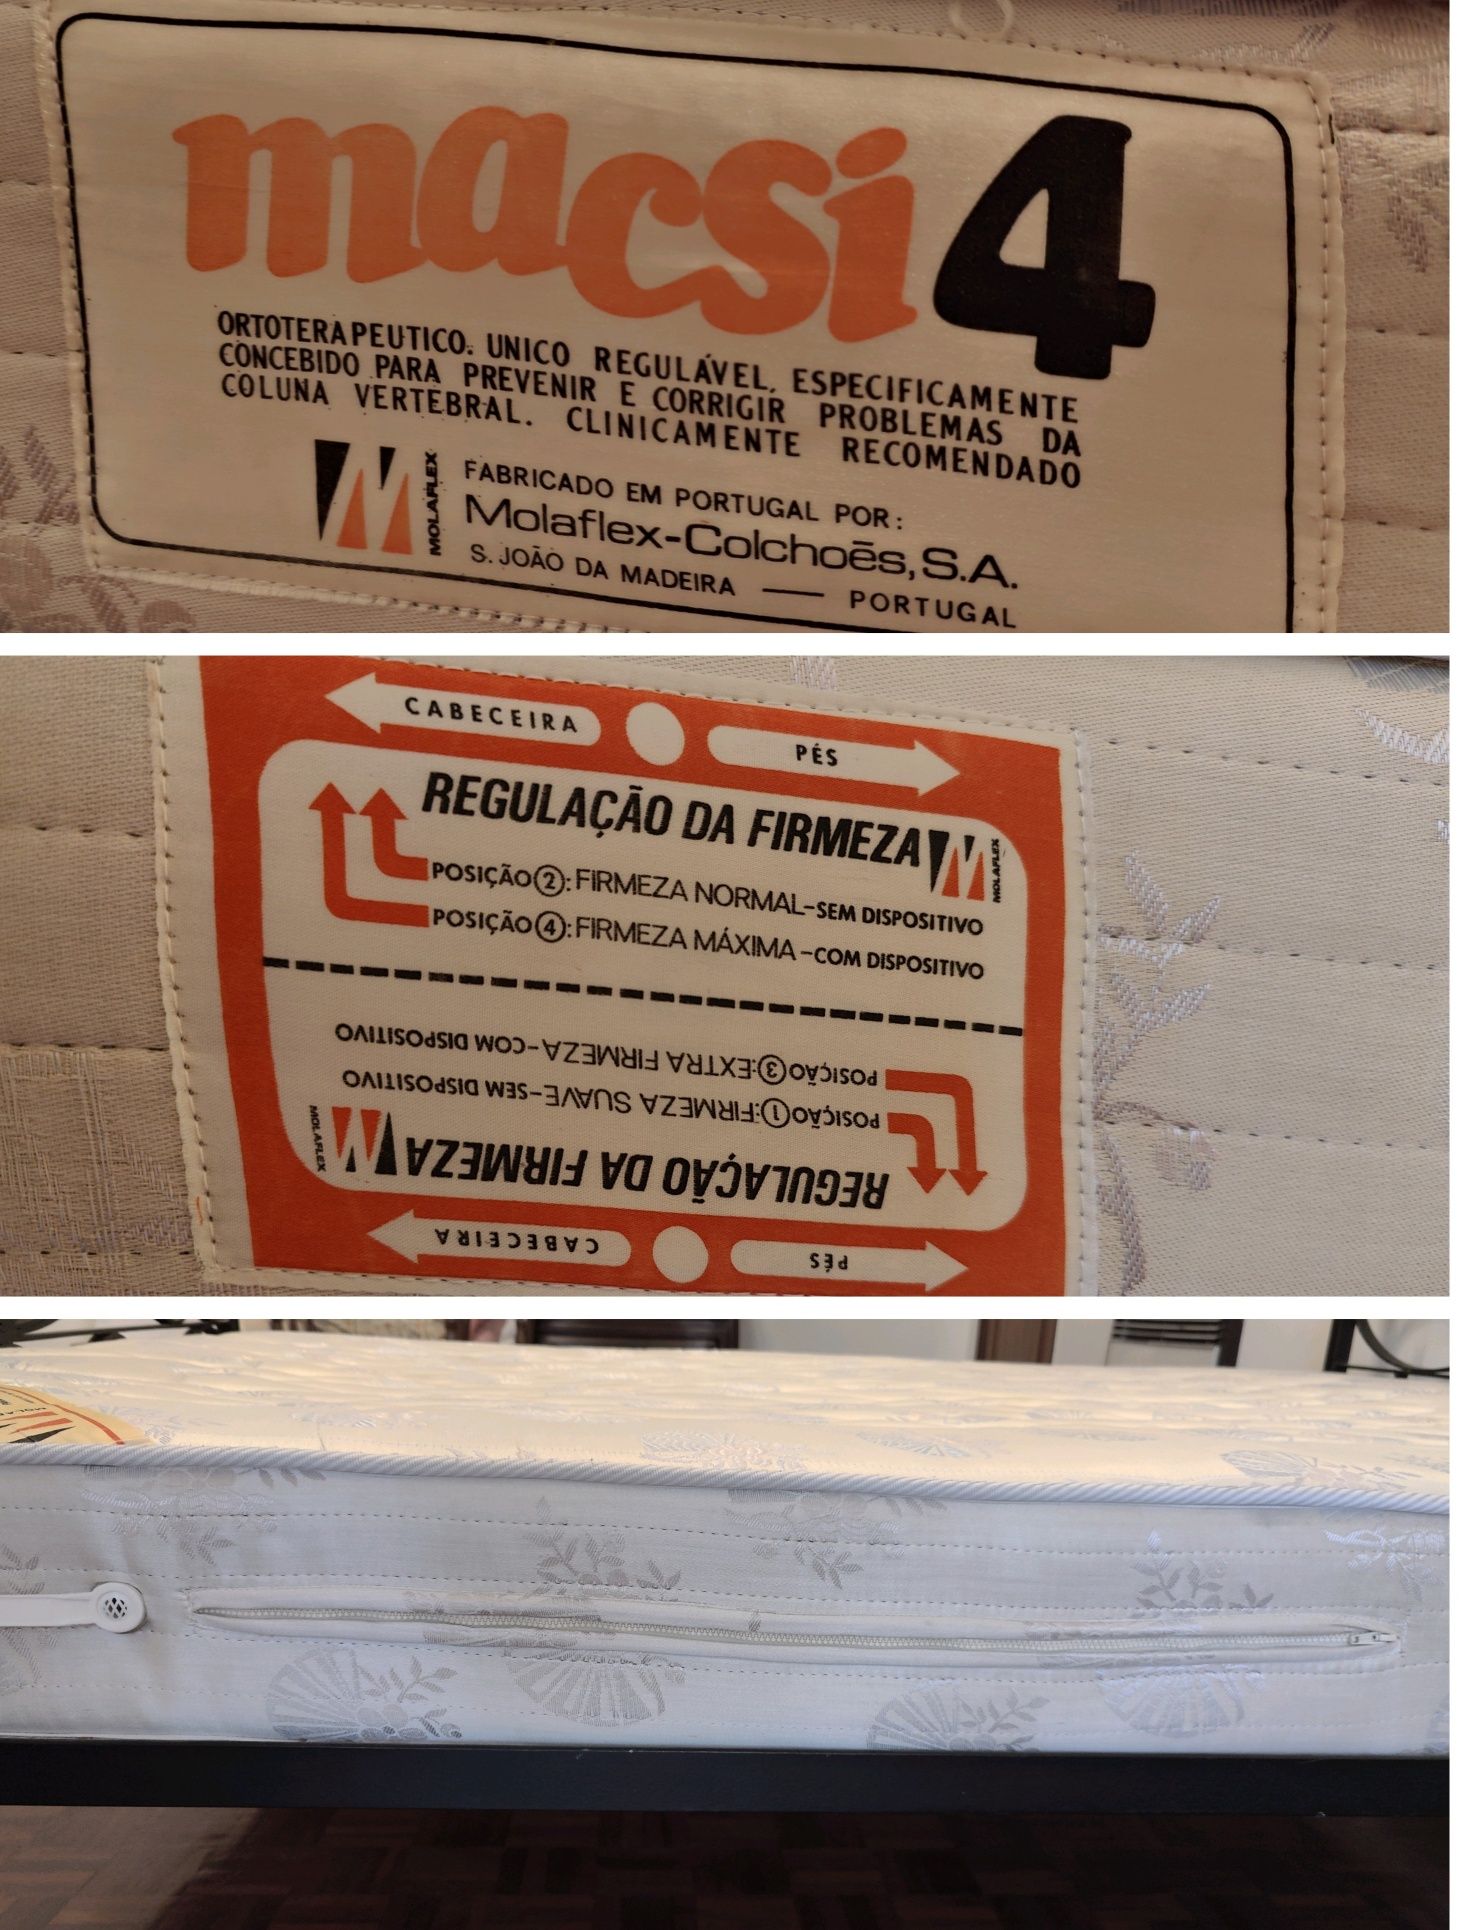 macsi 4
ORTOTERAPEUTICO. UNICO REGULÁVEL. ESPECIFICAMENTE
CONCEBIDO PARA PREVENIR E CORRIGIR PROBLEMAS DA
COLUNA VERTEBRAL. CLINICAMENTE RECOMENDADO
MOLAFLEX
FABRICADO EM PORTUGAL POR:
Molaflex-Colchoēs, S.A.
S. JOÃO DA MADEIRA — PORTUGAL
CABECEIRA
PÉS
REGULAÇÃO DA FIRMEZA
MOLAFLEX
POSIÇÃO ②: FIRMEZA NORMAL-SEM DISPOSITIVO
POSIÇÃO ④: FIRMEZA MÁXIMA-COM DISPOSITIVO
PÉS
CABECEIRA
REGULAÇÃO DA FIRMEZA
MOLAFLEX
POSIÇÃO ①: FIRMEZA SUAVE-SEM DISPOSITIVO
POSIÇÃO ③: EXTRA FIRMEZA-COM DISPOSITIVO